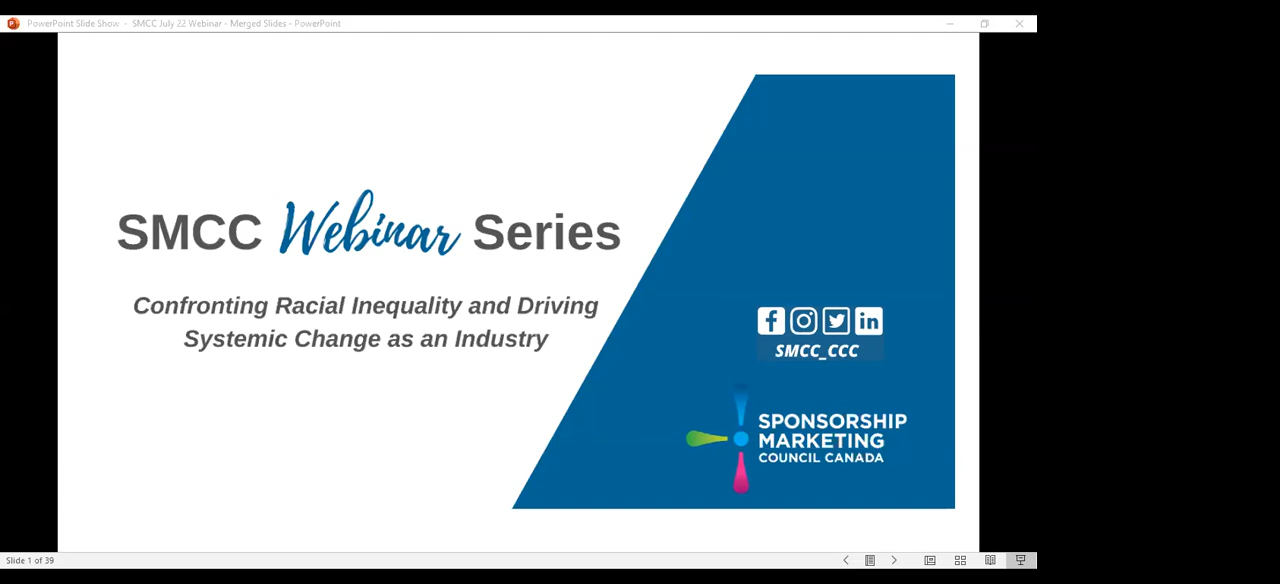 PowerPoint Slide Show - SMCC July 22 Webinar - Merged Slides - PowerPoint
SMCC Webinar Series
Confronting Racial Inequality and Driving
Systemic Change as an Industry
SMCC_CCC
SPONSORSHIP
MARKETING
COUNCIL CANADA
Slide 1 of 39